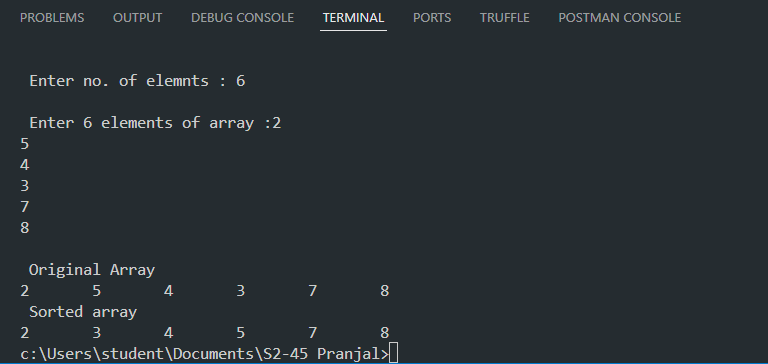 PROBLEMS OUTPUT DEBUG CONSOLE TERMINAL PORTS TRUFFLE POSTMAN CONSOLE
Enter no. of elemnts : 6
Enter 6 elements of array :2
5
4
3
7
8
Original Array
2 5 4 3 7 8
Sorted array
2 3 4 5 7 8
c:\Users\student\Documents\S2-45 Pranjal>